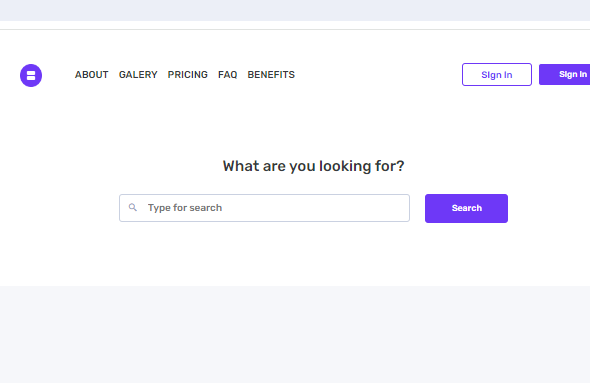 ABOUT GALERY PRICING FAQ BENEFITS Sign In Sign In
What are you looking for?
Type for search Search